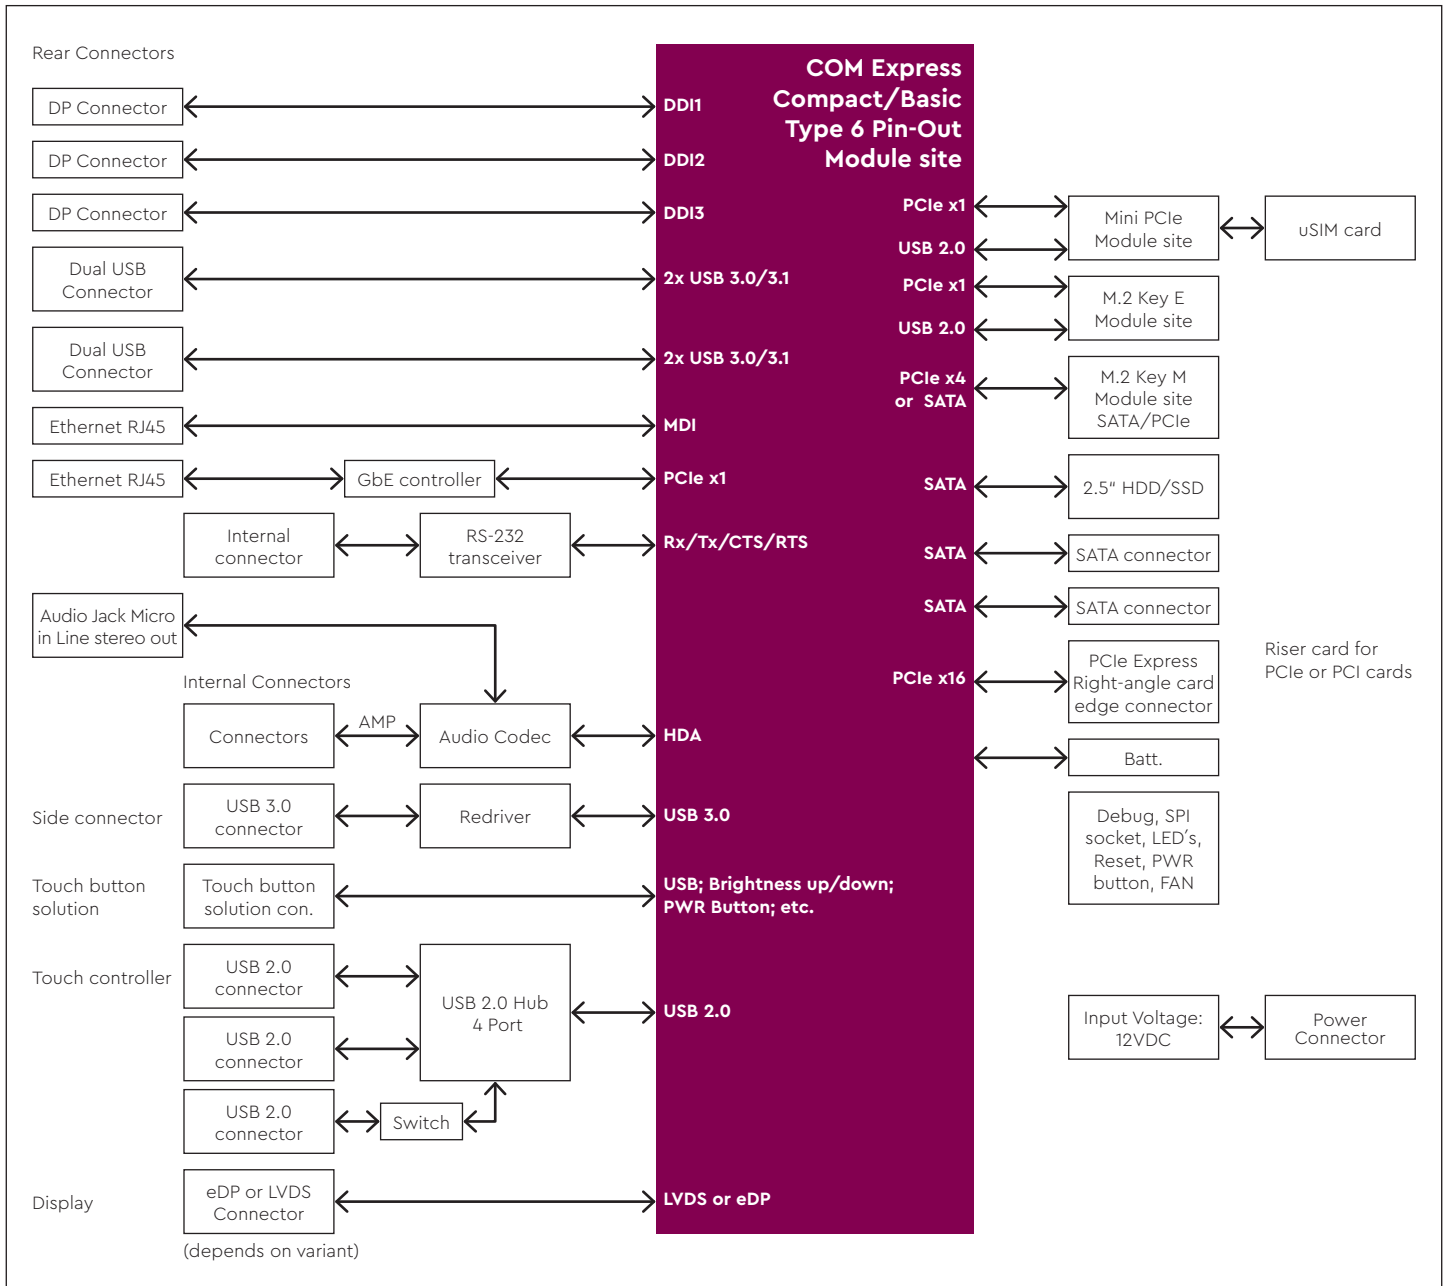 Rear Connectors
DP Connector
DP Connector
DP Connector
Dual USB
Connector
Dual USB
Connector
Ethernet RJ45
Ethernet RJ45
GbE controller
Internal
connector
RS-232
transceiver
Audio Jack Micro
in Line stereo out
Internal Connectors
Connectors
AMP
Audio Codec
Side connector
USB 3.0
connector
Redriver
Touch button
solution
Touch button
solution con.
Touch controller
USB 2.0
connector
USB 2.0
connector
USB 2.0
connector
USB 2.0 Hub
4 Port
Switch
Display
eDP or LVDS
Connector
(depends on variant)
COM Express
Compact/Basic
Type 6 Pin-Out
Module site
DDI1
DDI2
DDI3
2x USB 3.0/3.1
2x USB 3.0/3.1
MDI
PCIe x1
Rx/Tx/CTS/RTS
HDA
USB 3.0
USB; Brightness up/down;
PWR Button; etc.
USB 2.0
LVDS or eDP
PCIe x1
USB 2.0
PCIe x1
USB 2.0
PCIe x4
or SATA
SATA
SATA
SATA
PCIe x16
Mini PCIe
Module site
uSIM card
M.2 Key E
Module site
M.2 Key M
Module site
SATA/PCIe
2.5“ HDD/SSD
SATA connector
SATA connector
PCIe Express
Right-angle card
edge connector
Riser card for
PCIe or PCI cards
Batt.
Debug, SPI
socket, LED´s,
Reset, PWR
button, FAN
Input Voltage:
12VDC
Power
Connector